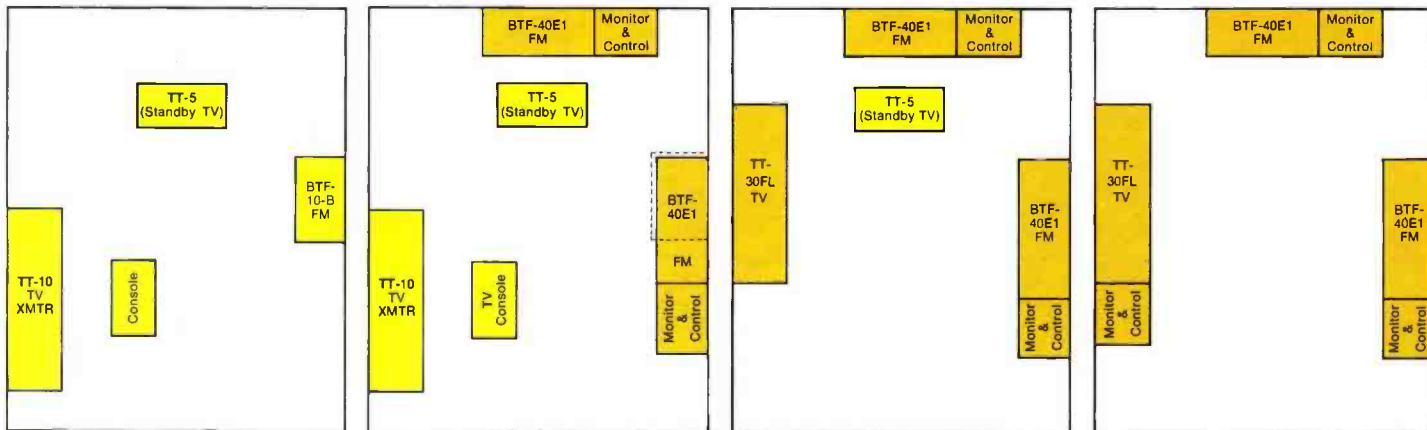 TT-5
(Standby TV)
BTF-
10-B
FM
TT-10
TV
XMTR
Console
BTF-40E1
FM
Monitor
&
Control
TT-5
(Standby TV)
BTF-
40E1
FM
Monitor
&
Control
TT-10
TV
XMTR
TV
Console
BTF-40E1
FM
Monitor
&
Control
TT-5
(Standby TV)
TT-
30FL
TV
BTF-
40E1
FM
Monitor
&
Control
BTF-40E1
FM
Monitor
&
Control
TT-
30FL
TV
Monitor
&
Control
BTF-
40E1
FM
Monitor
&
Control